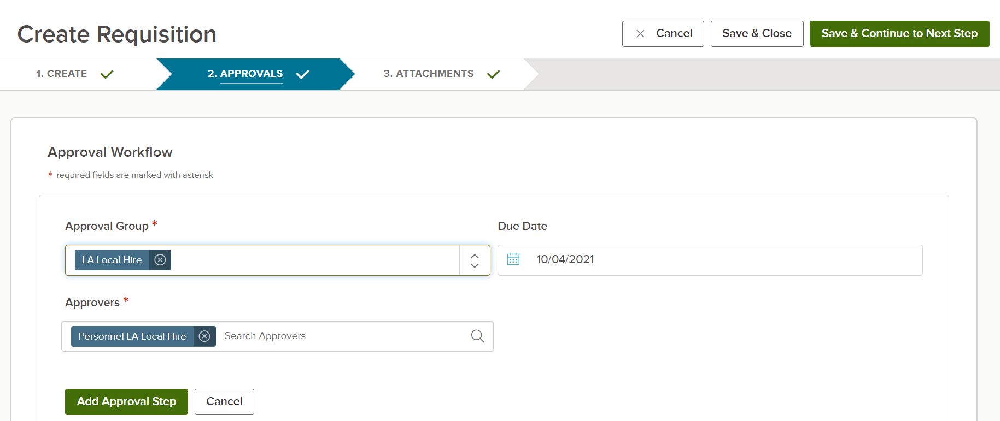 Create Requisition
Cancel
Save & Close
Save & Continue to Next Step
1. CREATE
2. APPROVALS
3. ATTACHMENTS
Approval Workflow
* required fields are marked with asterisk
Approval Group *
Due Date
LA Local Hire
10/04/2021
Approvers *
Personnel LA Local Hire
Search Approvers
Add Approval Step
Cancel